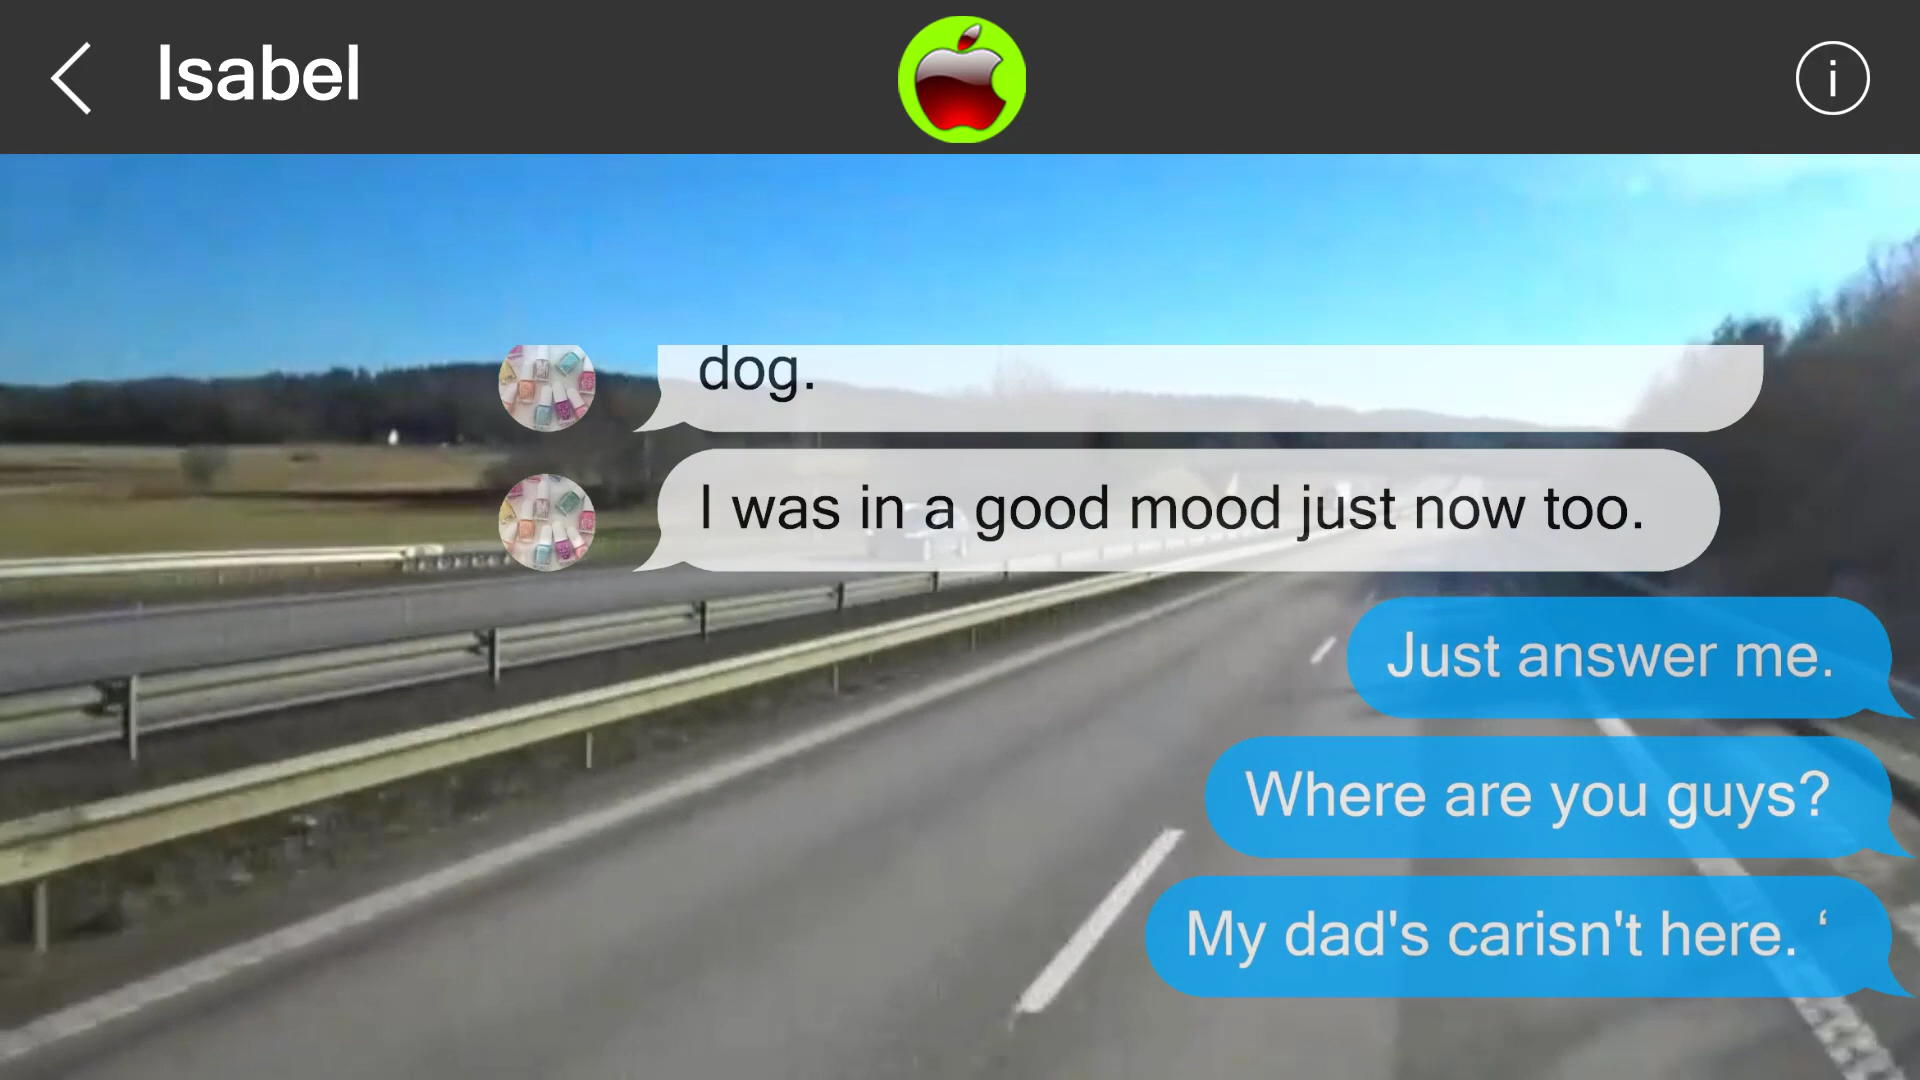 Isabel
i
dog.
I was in a good mood just now too.
Just answer me.
Where are you guys?
My dad's carisn't here. ‘